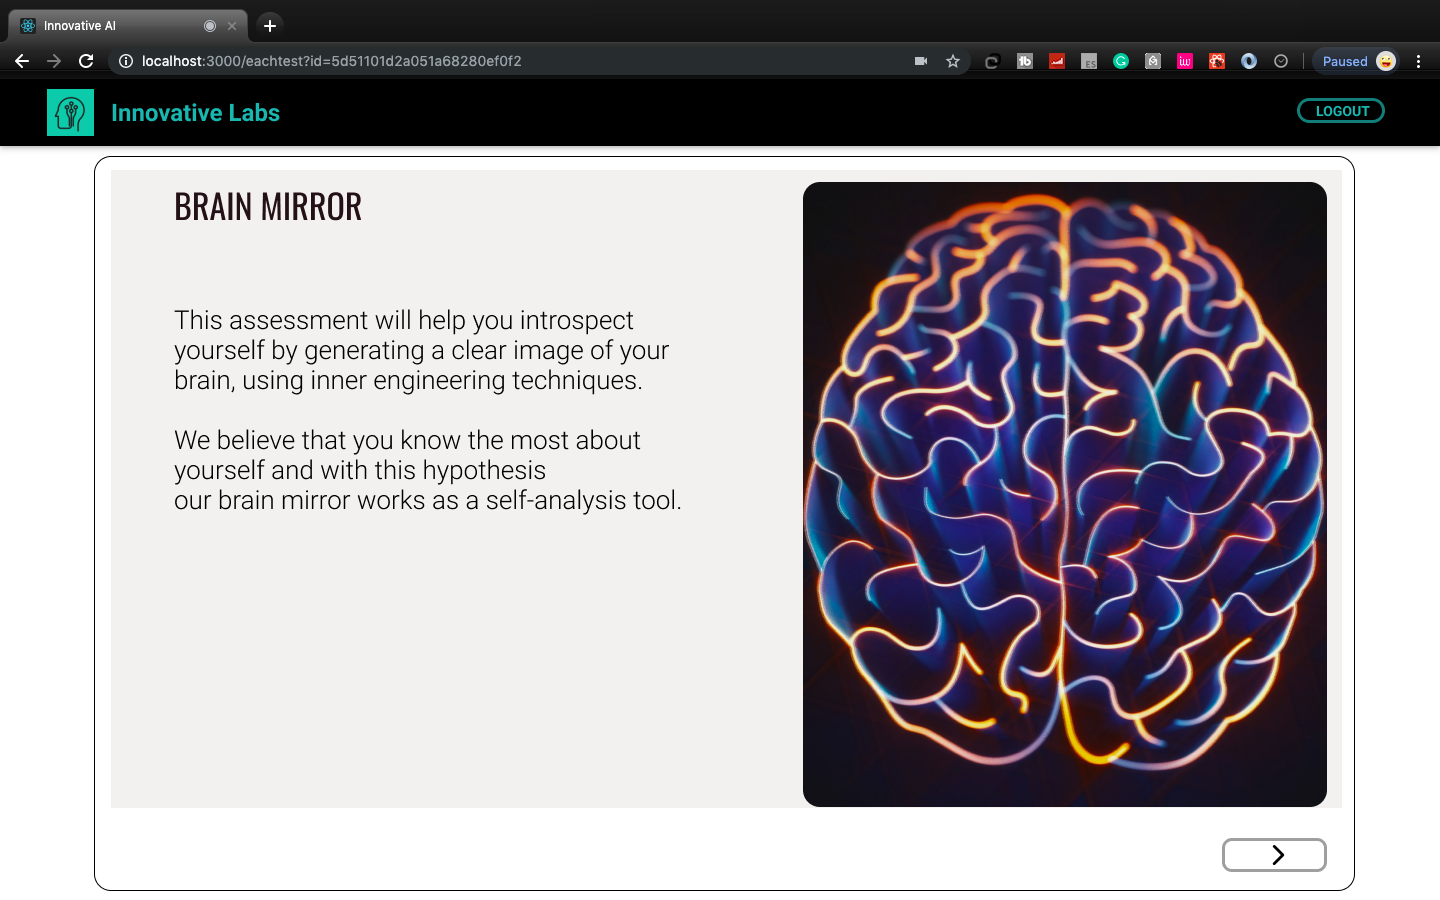 Innovative AI
localhost:3000/eachtest?id=5d51101d2a051a68280ef0f2
Paused
Innovative Labs
LOGOUT
BRAIN MIRROR
This assessment will help you introspect
yourself by generating a clear image of your
brain, using inner engineering techniques.
We believe that you know the most about
yourself and with this hypothesis
our brain mirror works as a self-analysis tool.